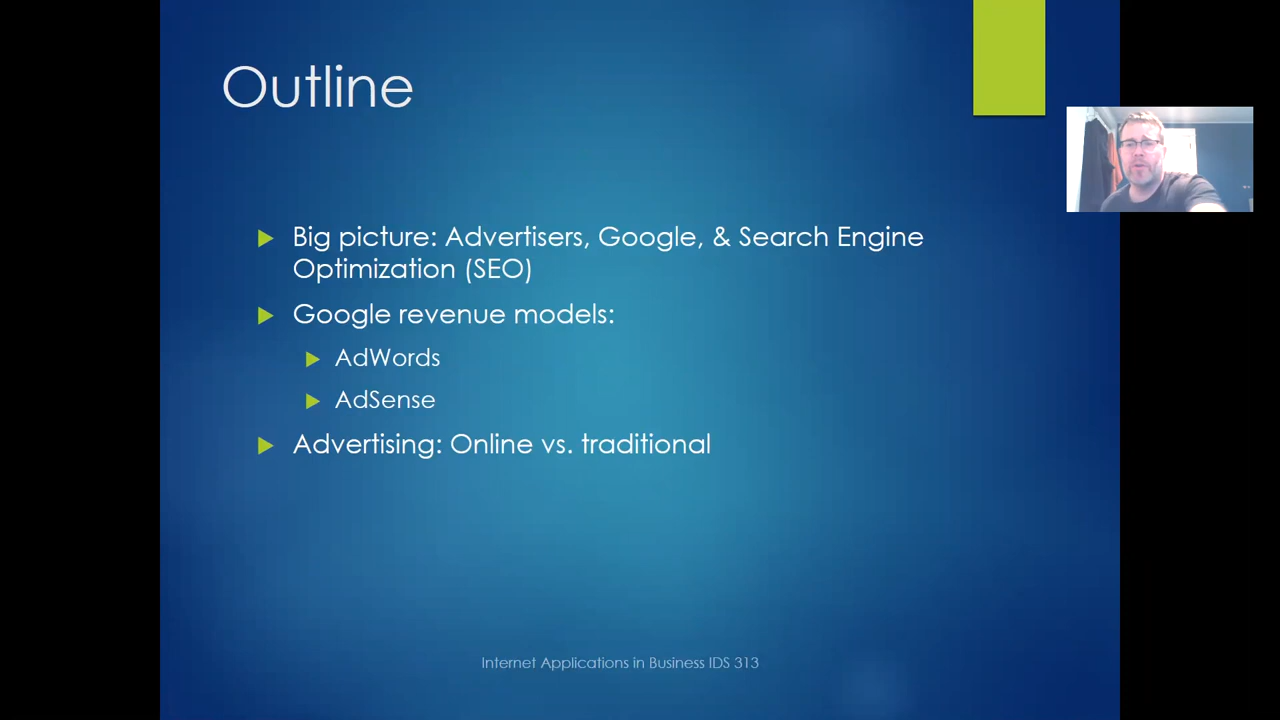 Outline
Big picture: Advertisers, Google, & Search Engine
Optimization (SEO)
Google revenue models:
AdWords
AdSense
Advertising: Online vs. traditional
Internet Applications in Business IDS 313